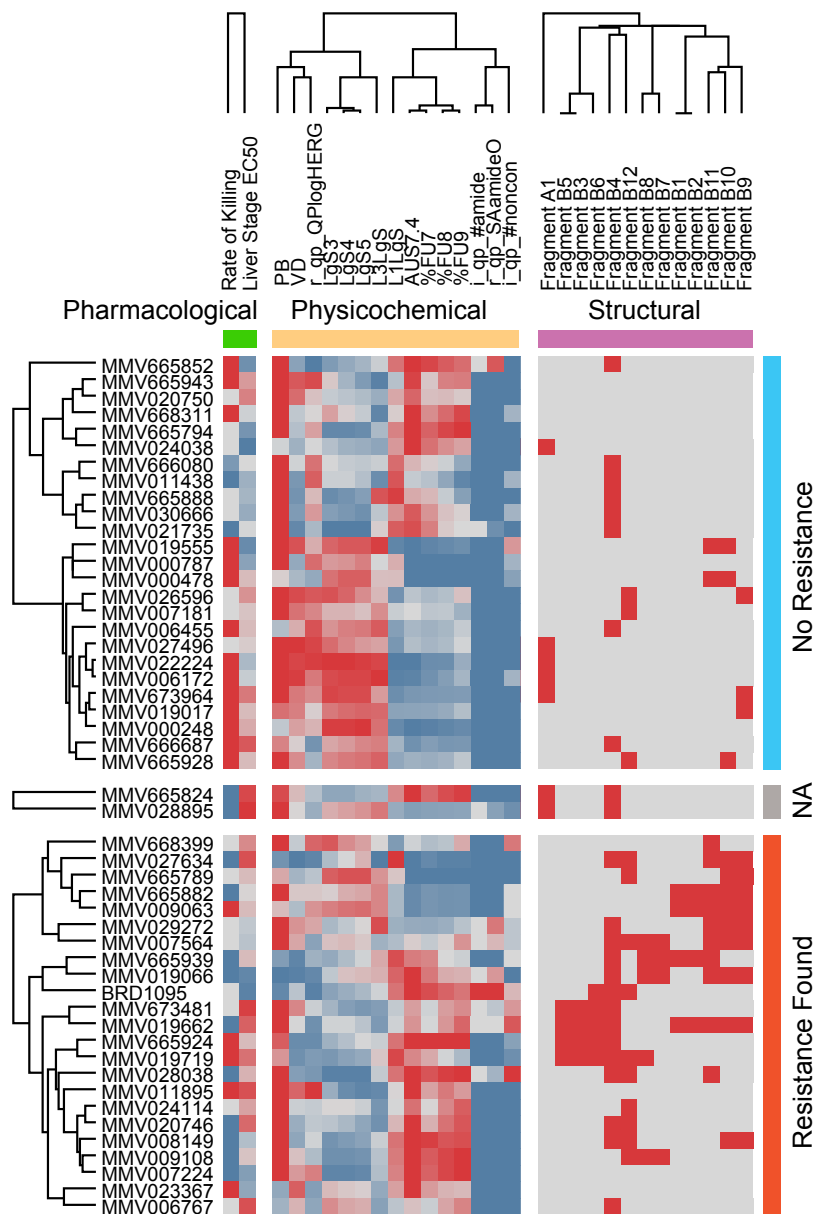 Rate of Killing
Liver Stage EC50
PB
VD
r_qp_QPlogHERG
LgS3
LgS4
LgS5
L3LgS
L1LgS
AUS7.4
%FU7
%FU8
%FU9
i_qp_#amide
r_qp_SAamideO
i_qp_#noncon
Fragment A1
Fragment B5
Fragment B3
Fragment B6
Fragment B4
Fragment B12
Fragment B8
Fragment B7
Fragment B1
Fragment B2
Fragment B11
Fragment B10
Fragment B9
Pharmacological
Physicochemical
Structural
MMV665852
MMV665943
MMV020750
MMV668311
MMV665794
MMV024038
MMV666080
MMV011438
MMV665888
MMV030666
MMV021735
MMV019555
MMV000787
MMV000478
MMV026596
MMV007181
MMV006455
MMV027496
MMV022224
MMV006172
MMV673964
MMV019017
MMV000248
MMV666687
MMV665928
No Resistance
MMV665824
MMV028895
NA
MMV668399
MMV027634
MMV665789
MMV665882
MMV009063
MMV029272
MMV007564
MMV665939
MMV019066
BRD1095
MMV673481
MMV019662
MMV665924
MMV019719
MMV028038
MMV011895
MMV024114
MMV020746
MMV008149
MMV009108
MMV007224
MMV023367
MMV006767
Resistance Found